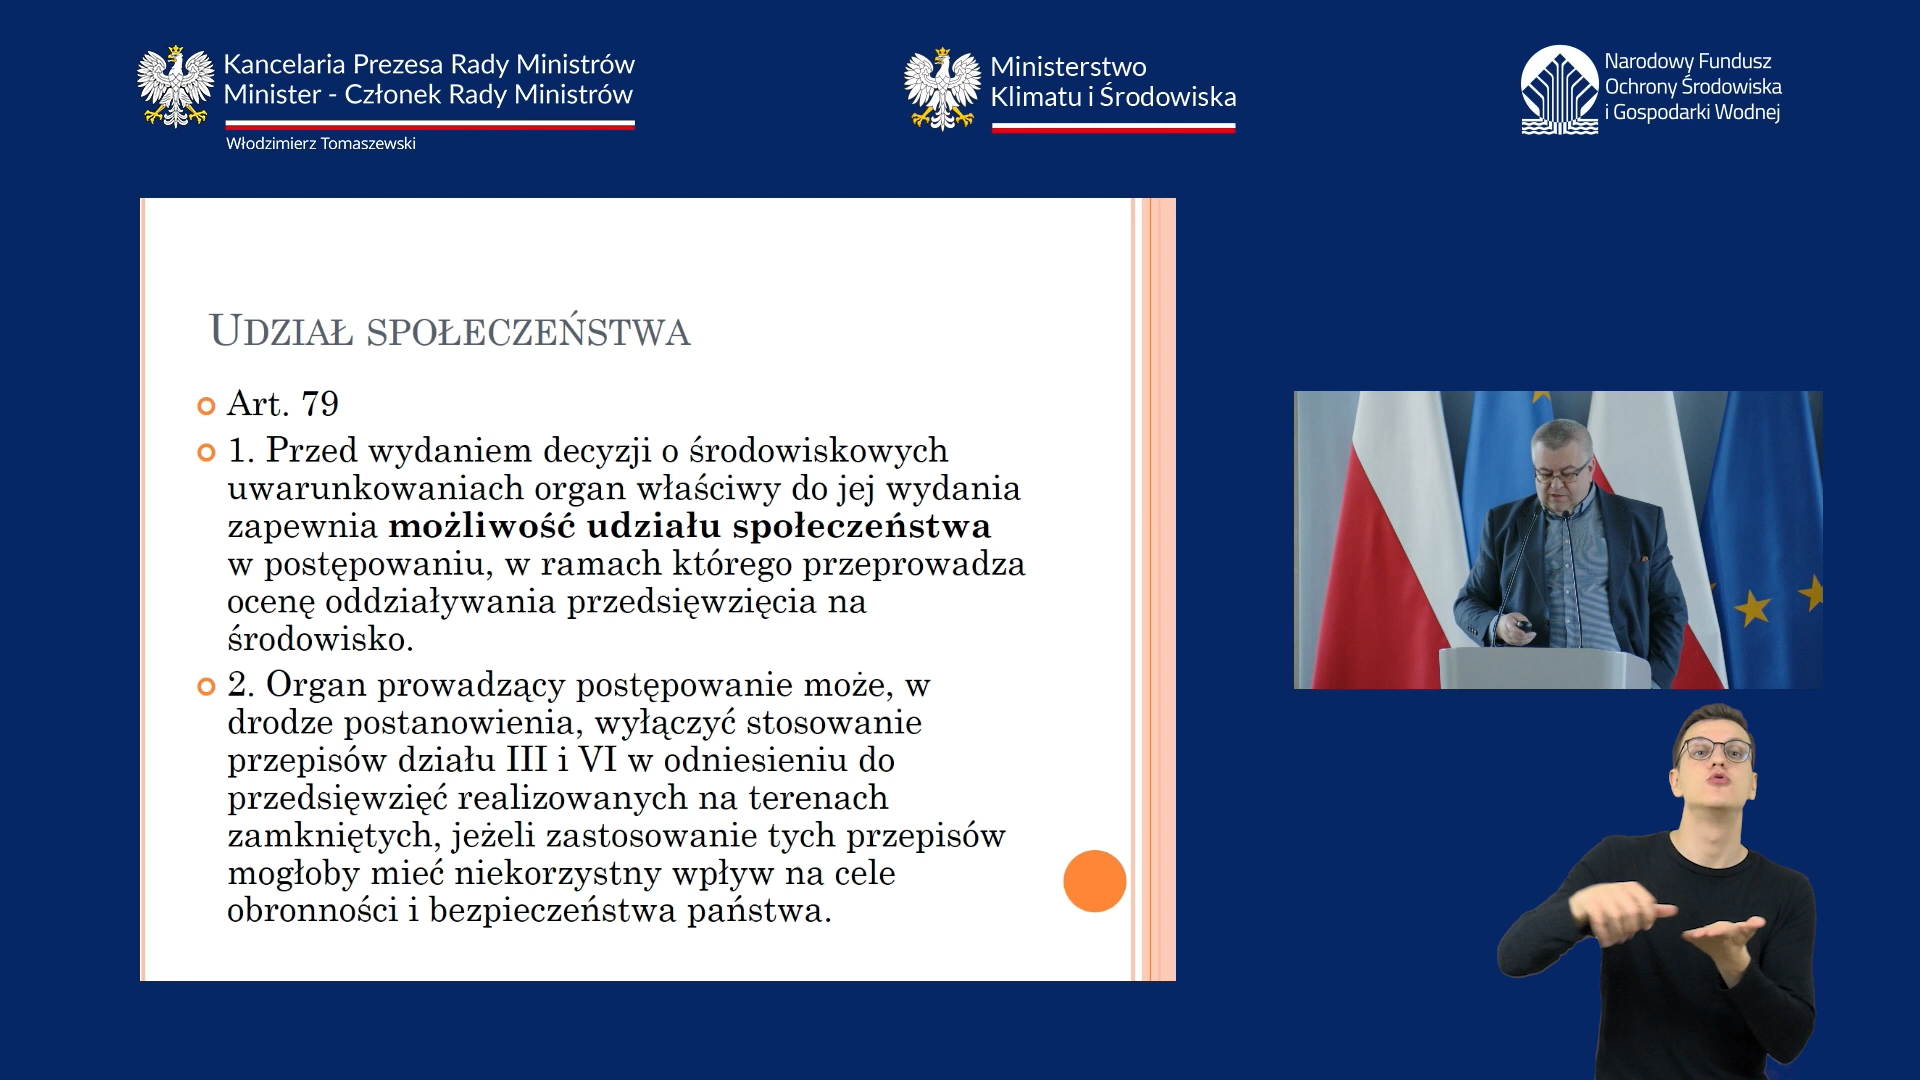 Kancelaria Prezesa Rady Ministrów
Minister - Członek Rady Ministrów
Włodzimierz Tomaszewski
Ministerstwo
Klimatu i Środowiska
Narodowy Fundusz
Ochrony Środowiska
i Gospodarki Wodnej
Udział społeczeństwa
Art. 79
1. Przed wydaniem decyzji o środowiskowych
uwarunkowaniach organ właściwy do jej wydania
zapewnia możliwość udziału społeczeństwa
w postępowaniu, w ramach którego przeprowadza
ocenę oddziaływania przedsięwzięcia na
środowisko.
2. Organ prowadzący postępowanie może, w
drodze postanowienia, wyłączyć stosowanie
przepisów działu III i VI w odniesieniu do
przedsięwzięć realizowanych na terenach
zamkniętych, jeżeli zastosowanie tych przepisów
mogłoby mieć niekorzystny wpływ na cele
obronności i bezpieczeństwa państwa.